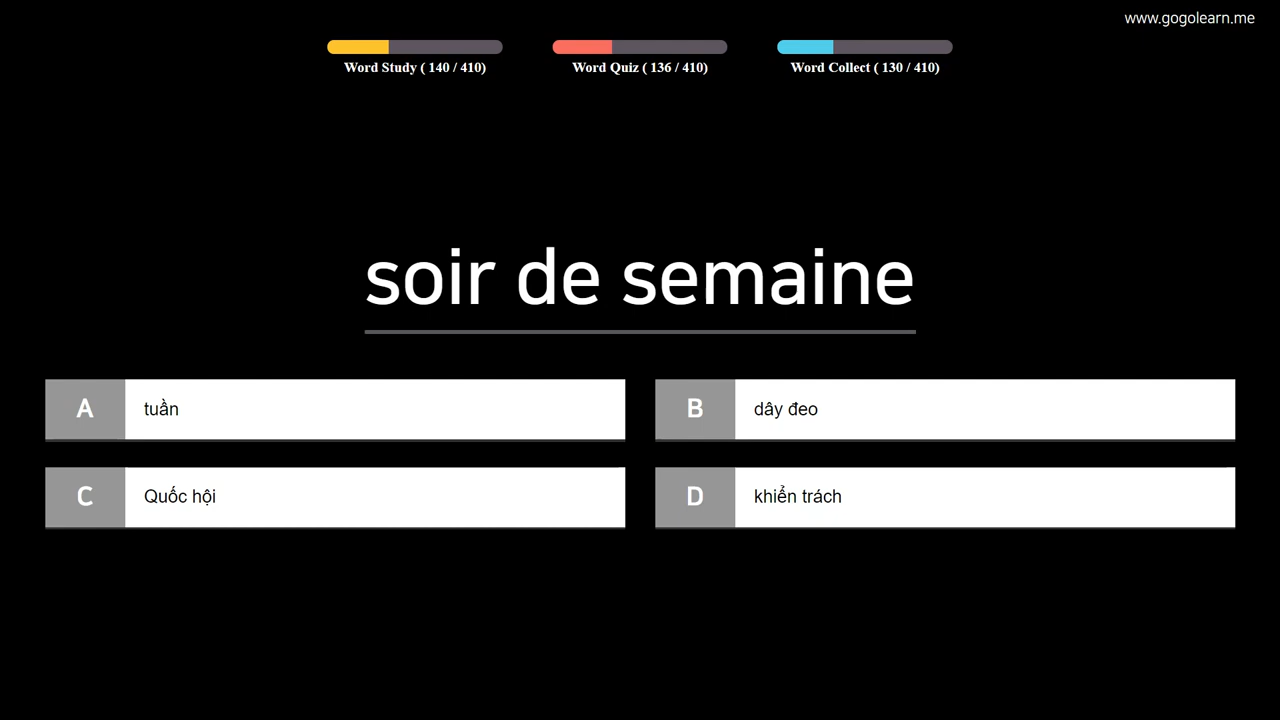 www.gogolearn.me
Word Study ( 140 / 410)
Word Quiz ( 136 / 410)
Word Collect ( 130 / 410)
soir de semaine
A tuần
B dây đeo
C Quốc hội
D khiển trách